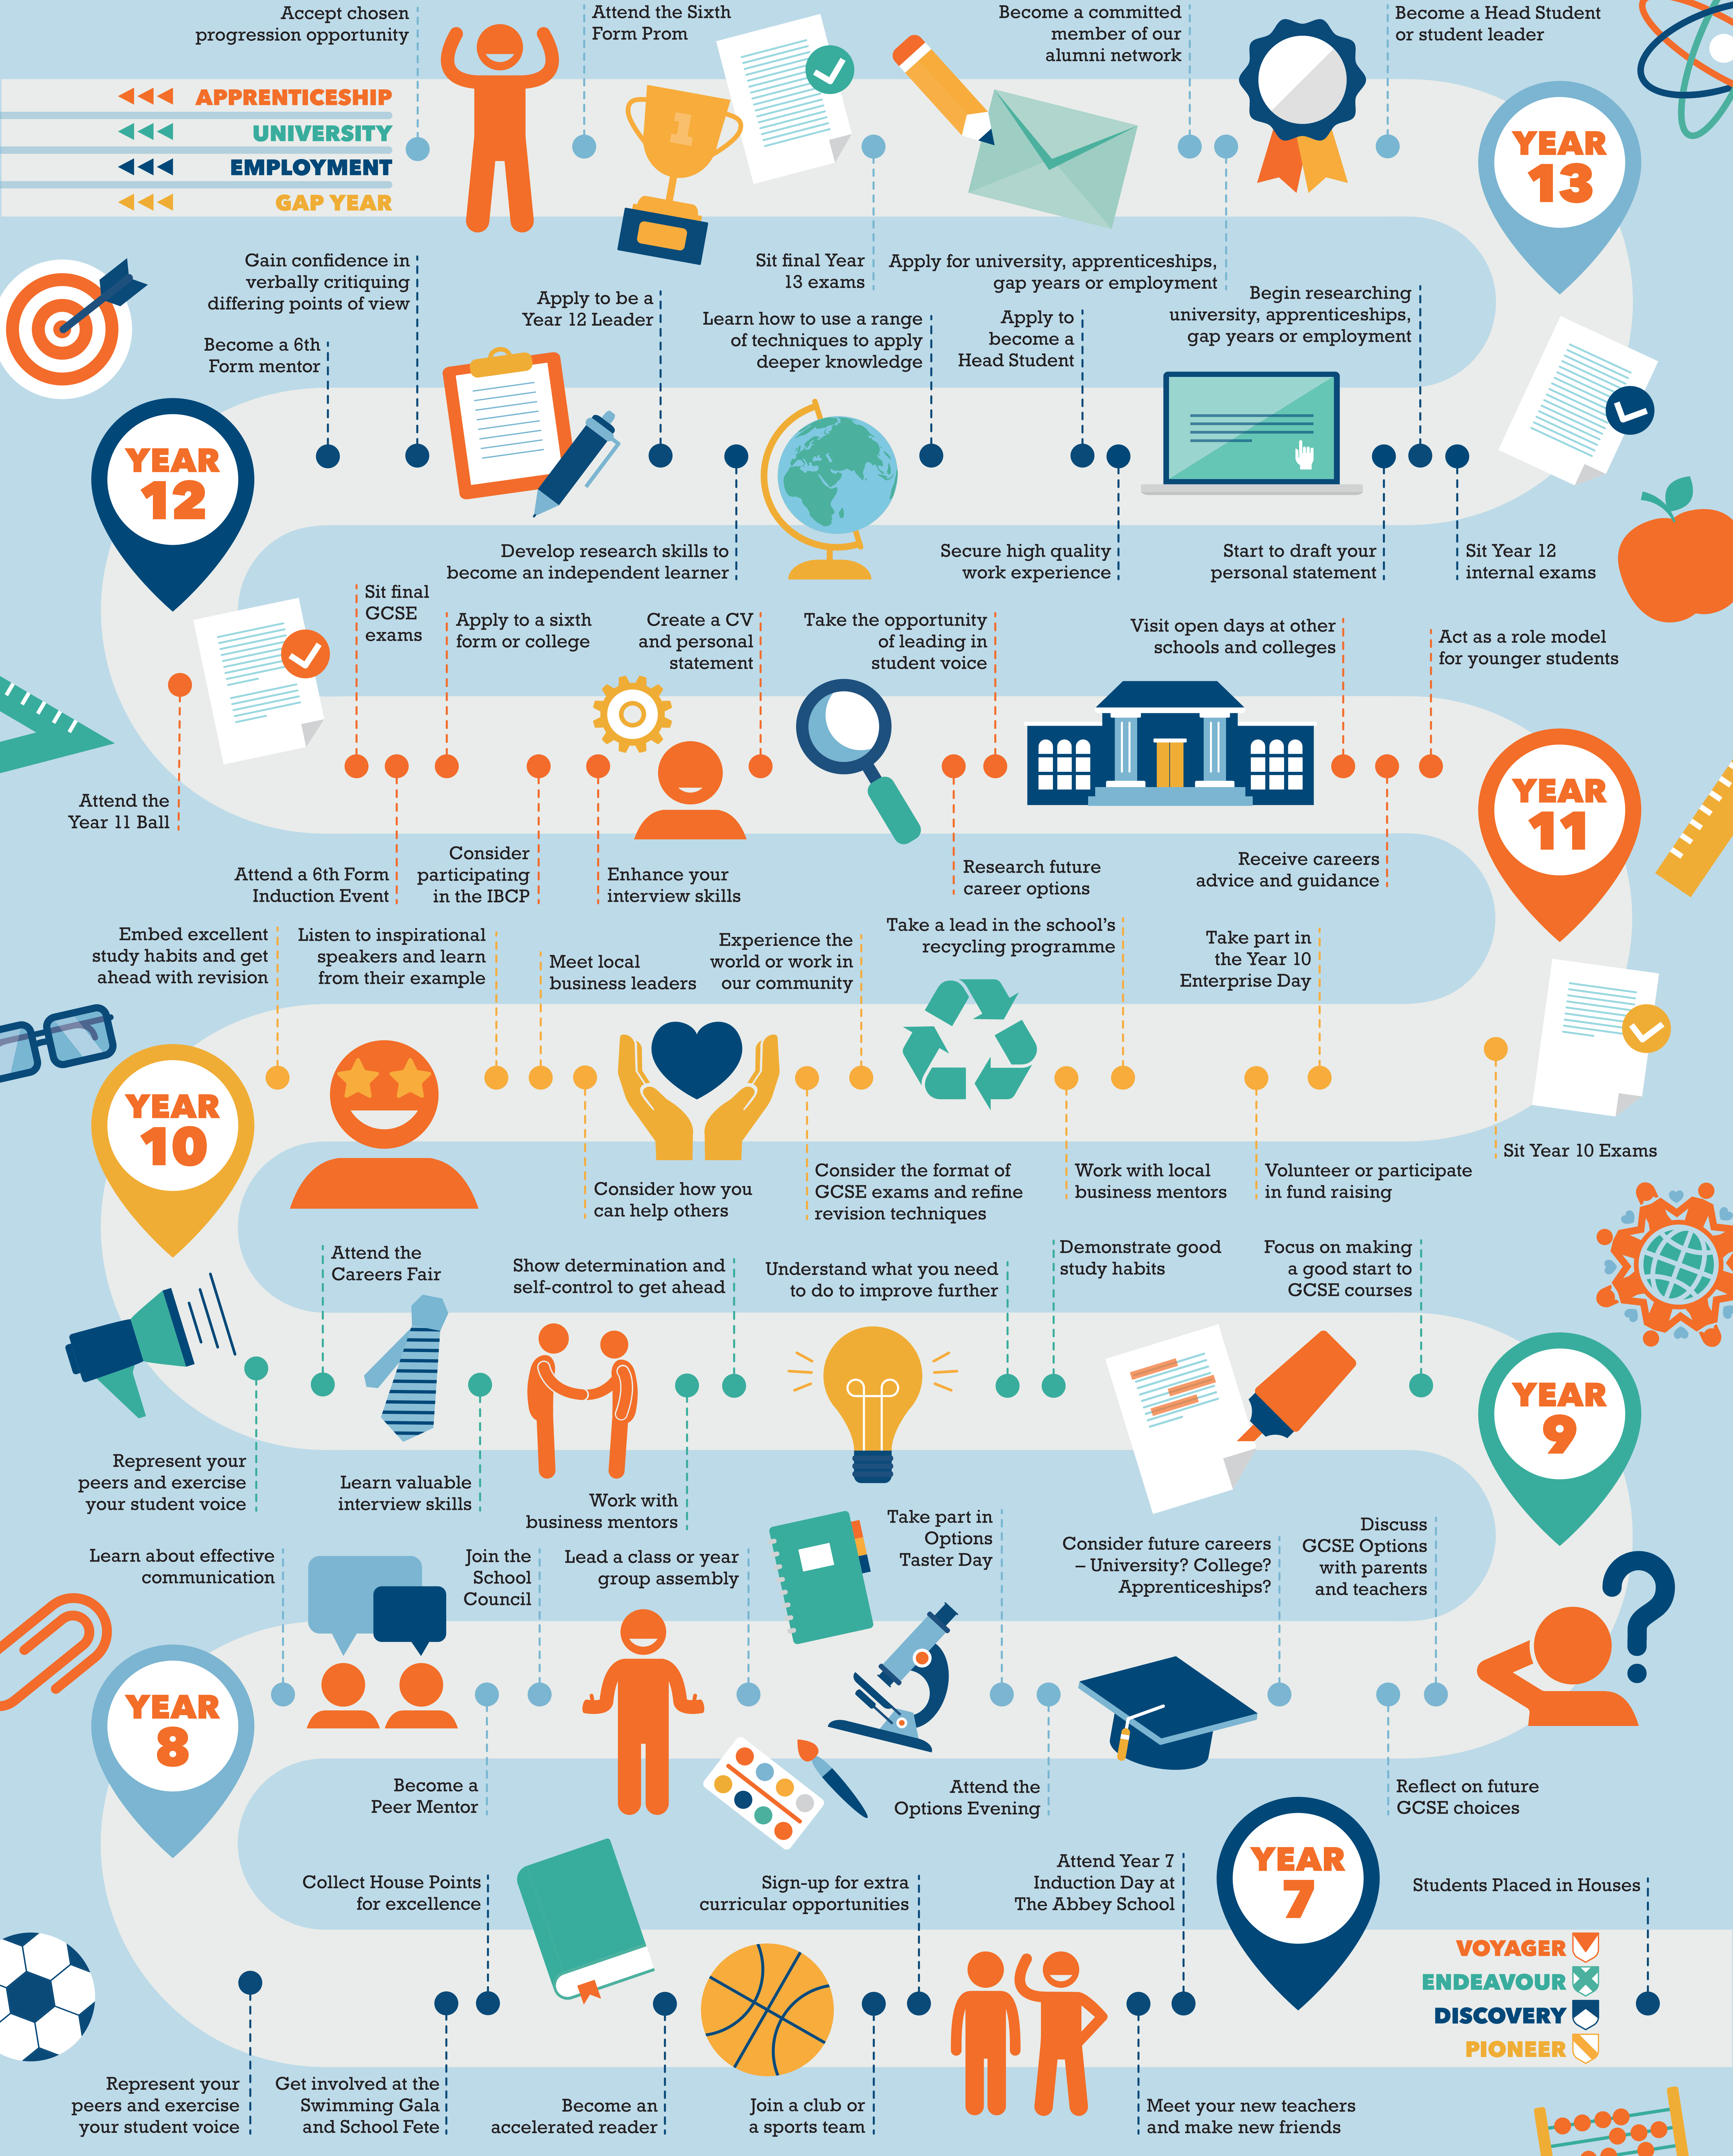 Accept chosen
progression opportunity
Attend the Sixth
Form Prom
Become a committed
member of our
alumni network
Become a Head Student
or student leader
APPRENTICESHIP
UNIVERSITY
EMPLOYMENT
GAP YEAR
1
YEAR
13
Sit final Year
13 exams
Apply for university, apprenticeships,
gap years or employment
Gain confidence in
verbally critiquing
differing points of view
Become a 6th
Form mentor
Apply to be a
Year 12 Leader
Learn how to use a range
of techniques to apply
deeper knowledge
Apply to
become a
Head Student
Begin researching
university, apprenticeships,
gap years or employment
YEAR
12
Develop research skills to
become an independent learner
Secure high quality
work experience
Start to draft your
personal statement
Sit Year 12
internal exams
Sit final
GCSE
exams
Apply to a sixth
form or college
Create a CV
and personal
statement
Take the opportunity
of leading in
student voice
Visit open days at other
schools and colleges
Act as a role model
for younger students
YEAR
11
Attend the
Year 11 Ball
Attend a 6th Form
Induction Event
Consider
participating
in the IBCP
Enhance your
interview skills
Research future
career options
Receive careers
advice and guidance
Embed excellent
study habits and get
ahead with revision
Listen to inspirational
speakers and learn
from their example
Meet local
business leaders
Experience the
world or work in
our community
Take a lead in the school's
recycling programme
Take part in
the Year 10
Enterprise Day
YEAR
10
Consider how you
can help others
Consider the format of
GCSE exams and refine
revision techniques
Work with local
business mentors
Volunteer or participate
in fund raising
Sit Year 10 Exams
Attend the
Careers Fair
Show determination and
self-control to get ahead
Understand what you need
to do to improve further
Demonstrate good
study habits
Focus on making
a good start to
GCSE courses
YEAR
9
Represent your
peers and exercise
your student voice
Learn valuable
interview skills
Work with
business mentors
Learn about effective
communication
Join the
School
Council
Lead a class or year
group assembly
Take part in
Options
Taster Day
Consider future careers
– University? College?
Apprenticeships?
Discuss
GCSE Options
with parents
and teachers
YEAR
8
Become a
Peer Mentor
Attend the
Options Evening
Reflect on future
GCSE choices
Collect House Points
for excellence
Sign-up for extra
curricular opportunities
Attend Year 7
Induction Day at
The Abbey School
YEAR
7
Students Placed in Houses
VOYAGER
ENDEAVOUR
DISCOVERY
PIONEER
Represent your
peers and exercise
your student voice
Get involved at the
Swimming Gala
and School Fete
Become an
accelerated reader
Join a club or
a sports team
Meet your new teachers
and make new friends